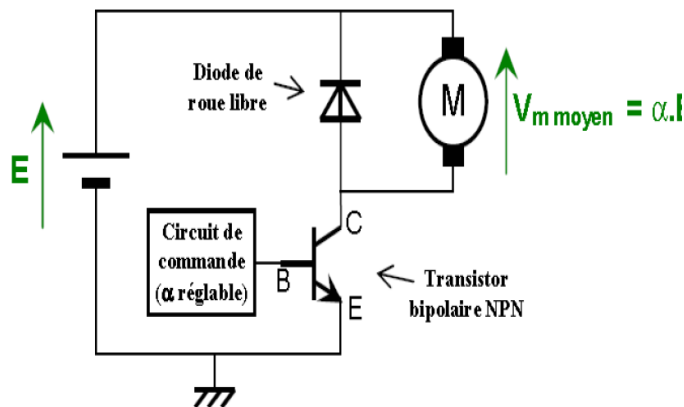 Diode de
roue libre
M
V m moyen = α.E
E
Circuit de
commande
(α réglable)
B
C
E
Transistor
bipolaire NPN